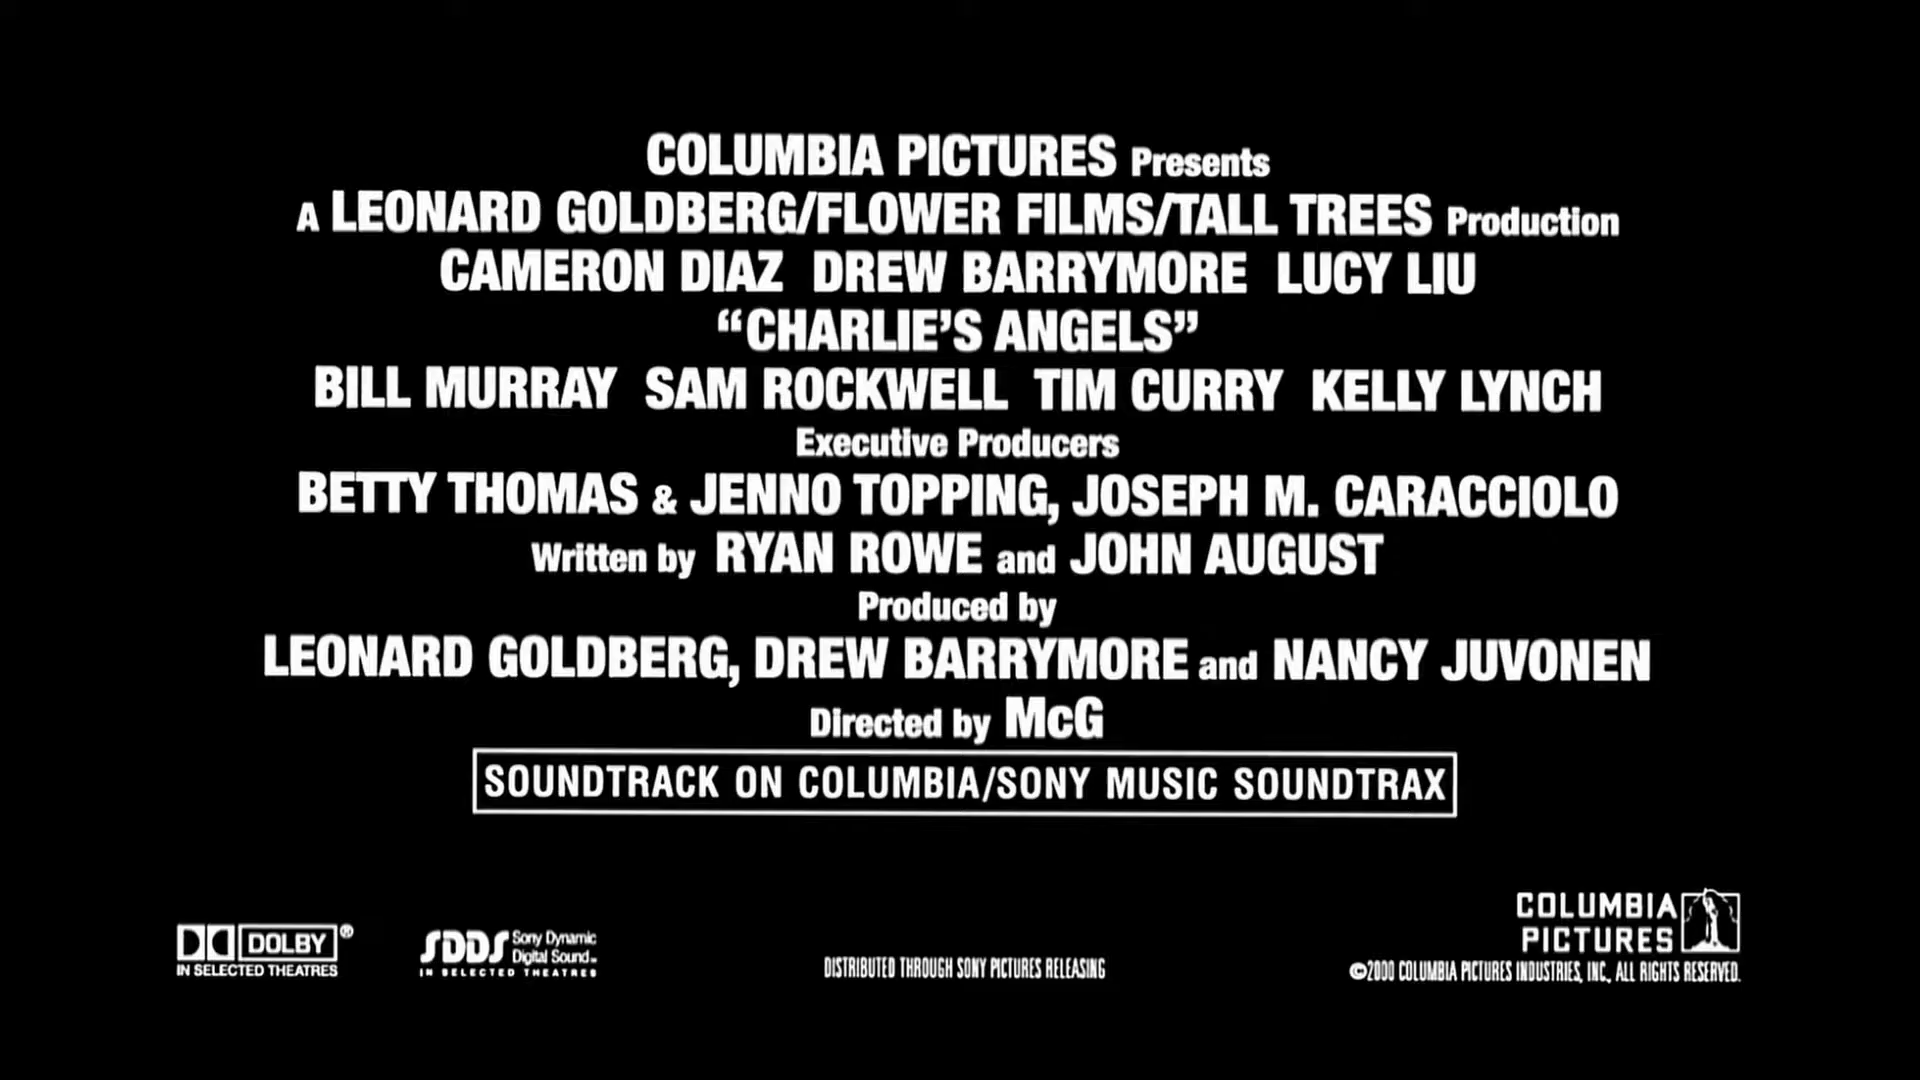 COLUMBIA PICTURES Presents
A LEONARD GOLDBERG/FLOWER FILMS/TALL TREES Production
CAMERON DIAZ DREW BARRYMORE LUCY LIU
“CHARLIE’S ANGELS”
BILL MURRAY SAM ROCKWELL TIM CURRY KELLY LYNCH
Executive Producers
BETTY THOMAS & JENNO TOPPING, JOSEPH M. CARACCIOLO
Written by RYAN ROWE and JOHN AUGUST
Produced by
LEONARD GOLDBERG, DREW BARRYMORE and NANCY JUVONEN
Directed by McG
SOUNDTRACK ON COLUMBIA/SONY MUSIC SOUNDTRAX
DOLBY®
IN SELECTED THEATRES
SDDS Sony Dynamic
Digital Sound™
IN SELECTED THEATRES
DISTRIBUTED THROUGH SONY PICTURES RELEASING
COLUMBIA
PICTURES
©2000 COLUMBIA PICTURES INDUSTRIES, INC., ALL RIGHTS RESERVED.